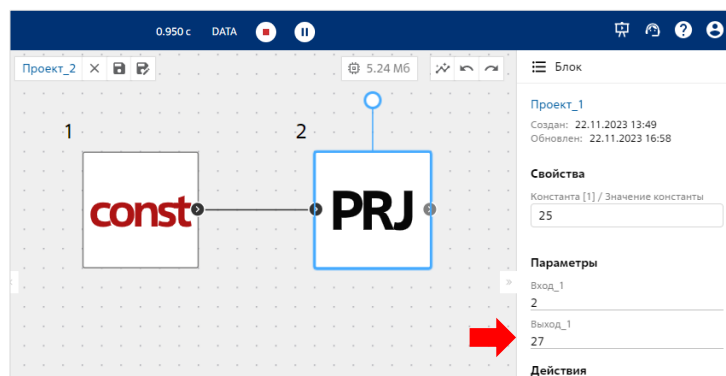 0.950 с DATA
Проект_2
5.24 Мб
Блок
1
2
const
PRJ
Проект_1
Создан: 22.11.2023 13:49
Обновлен: 22.11.2023 16:58
Свойства
Константа [1] / Значение константы
25
Параметры
Вход_1
2
Выход_1
27
Действия